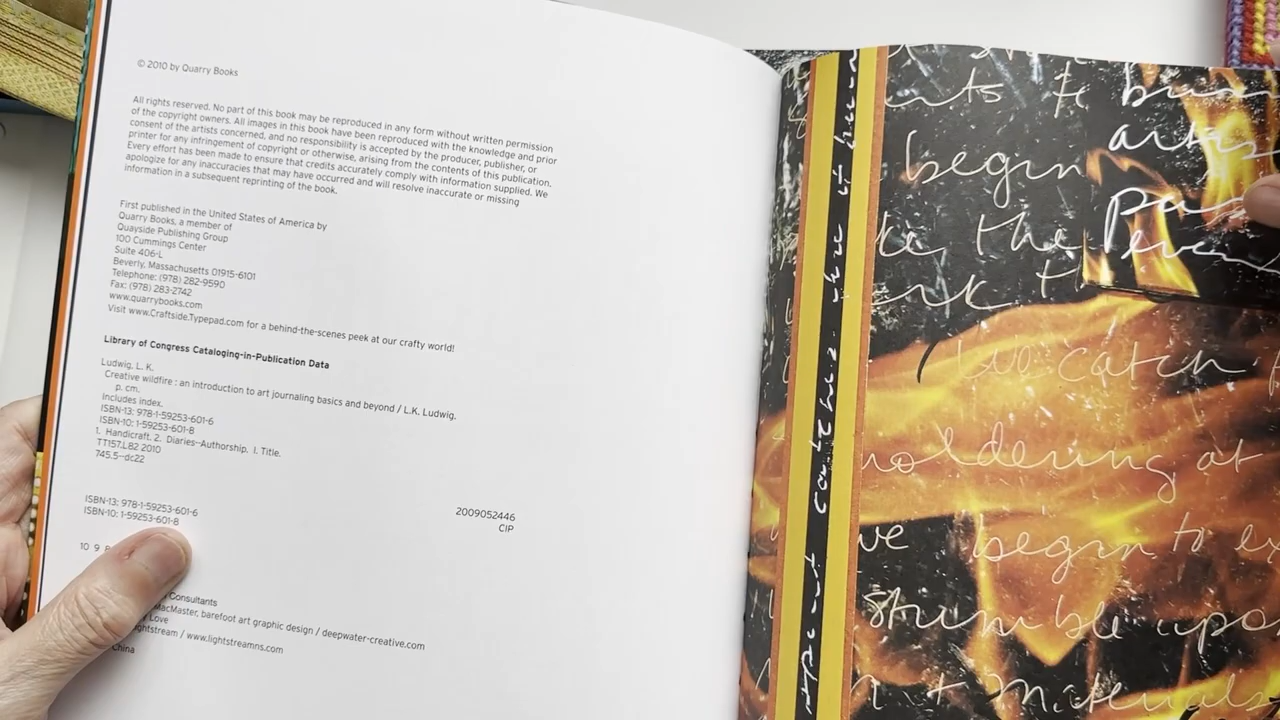 © 2010 by Quarry Books
All rights reserved. No part of this book may be reproduced in any form without written permission
of the copyright owners. All images in this book have been reproduced with the knowledge and prior
consent of the artists concerned, and no responsibility is accepted by the producer, publisher, or
printer for any infringement of copyright or otherwise, arising from the contents of this publication.
Every effort has been made to ensure that credits accurately comply with information supplied. We
apologize for any inaccuracies that may have occurred and will resolve inaccurate or missing
information in a subsequent reprinting of the book.
First published in the United States of America by
Quarry Books, a member of
Quayside Publishing Group
100 Cummings Center
Suite 406-L
Beverly, Massachusetts 01915-6101
Telephone: (978) 282-9590
Fax: (978) 283-2742
www.quarrybooks.com
Visit www.Craftside.Typepad.com for a behind-the-scenes peek at our crafty world!
Library of Congress Cataloging-in-Publication Data
Ludwig, L. K.
Creative wildfire : an introduction to art journaling basics and beyond / L.K. Ludwig.
p. cm.
Includes index.
ISBN-13: 978-1-59253-601-6
ISBN-10: 1-59253-601-8
1. Handicraft. 2. Diaries--Authorship. I. Title.
TT157.L82 2010
745.5--dc22
ISBN-13: 978-1-59253-601-6
ISBN-10: 1-59253-601-8
2009052446
CIP
10 9 8
Consultants
MacMaster, barefoot art graphic design / deepwater-creative.com
Love
lightstream / www.lightstreamns.com
China
begin
the
We catch
at
we begin to
stumble upo
+ materials